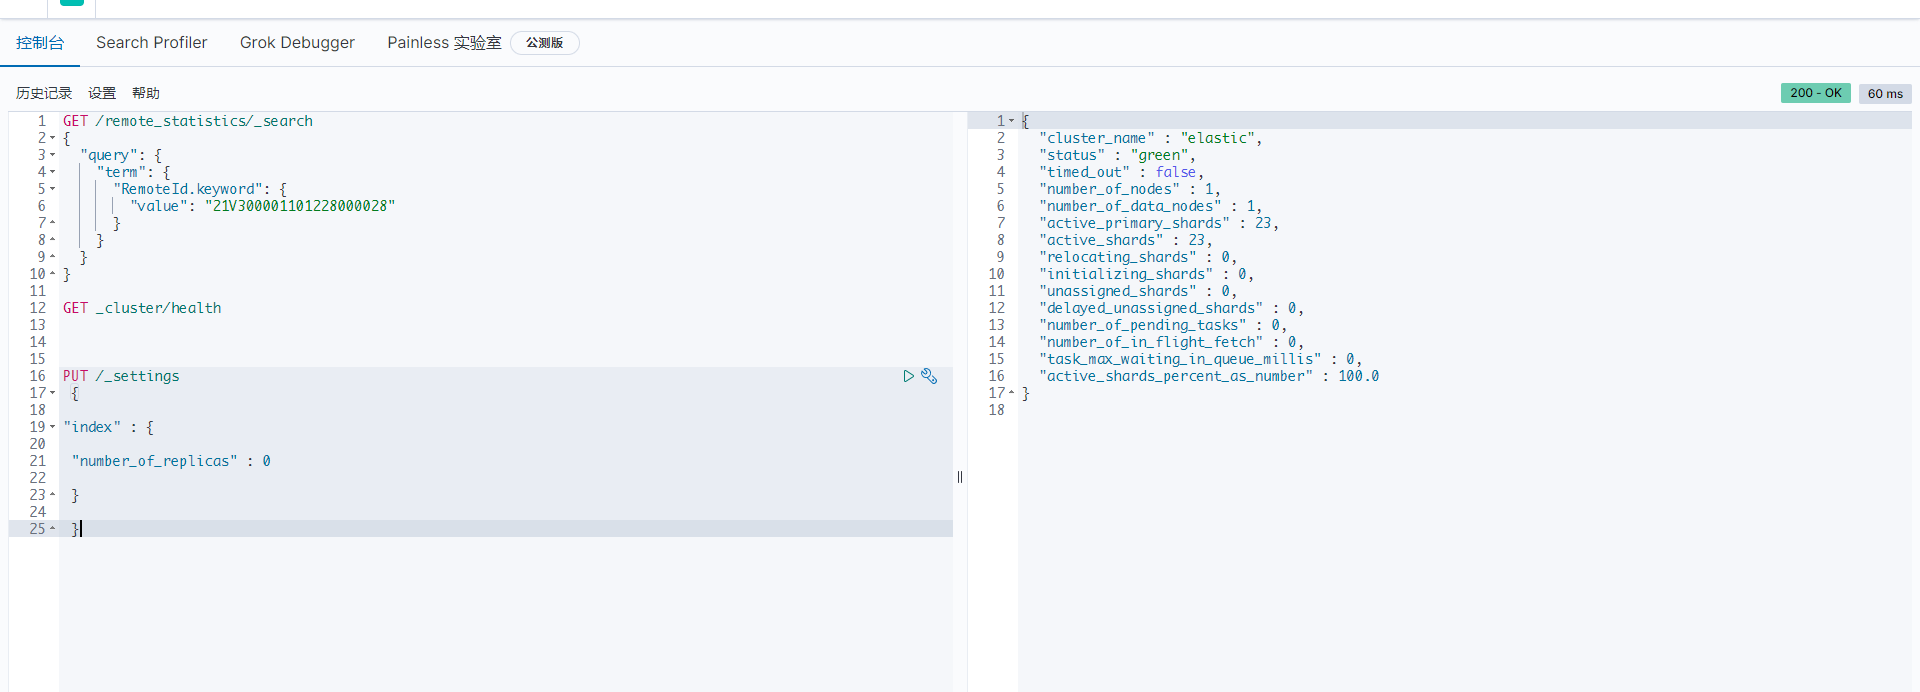 控制台 Search Profiler Grok Debugger Painless 实验室 公测版
历史记录 设置 帮助
200 - OK 60 ms
1 GET /remote_statistics/_search
2 {
3 "query": {
4 "term": {
5 "RemoteId.keyword": {
6 "value": "21V300001101228000028"
7 }
8 }
9 }
10 }
11
12 GET _cluster/health
13
14
15
16 PUT /_settings
17 {
18
19 "index" : {
20
21 "number_of_replicas" : 0
22
23 }
24
25 }
1 {
2 "cluster_name" : "elastic",
3 "status" : "green",
4 "timed_out" : false,
5 "number_of_nodes" : 1,
6 "number_of_data_nodes" : 1,
7 "active_primary_shards" : 23,
8 "active_shards" : 23,
9 "relocating_shards" : 0,
10 "initializing_shards" : 0,
11 "unassigned_shards" : 0,
12 "delayed_unassigned_shards" : 0,
13 "number_of_pending_tasks" : 0,
14 "number_of_in_flight_fetch" : 0,
15 "task_max_waiting_in_queue_millis" : 0,
16 "active_shards_percent_as_number" : 100.0
17 }
18